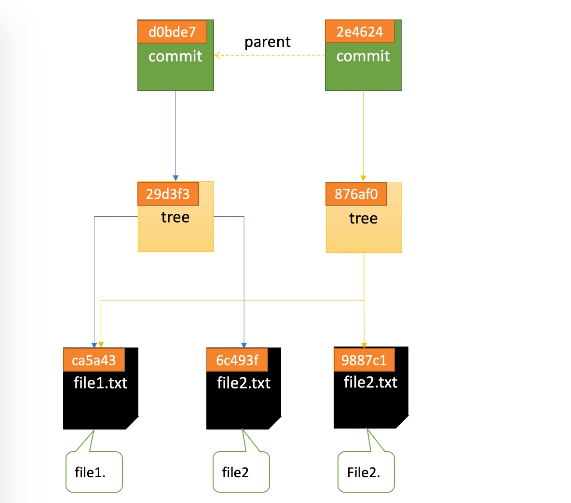 d0bde7
commit
parent
2e4624
commit
29d3f3
tree
876af0
tree
ca5a43
file1.txt
6c493f
file2.txt
9887c1
file2.txt
file1.
file2
File2.